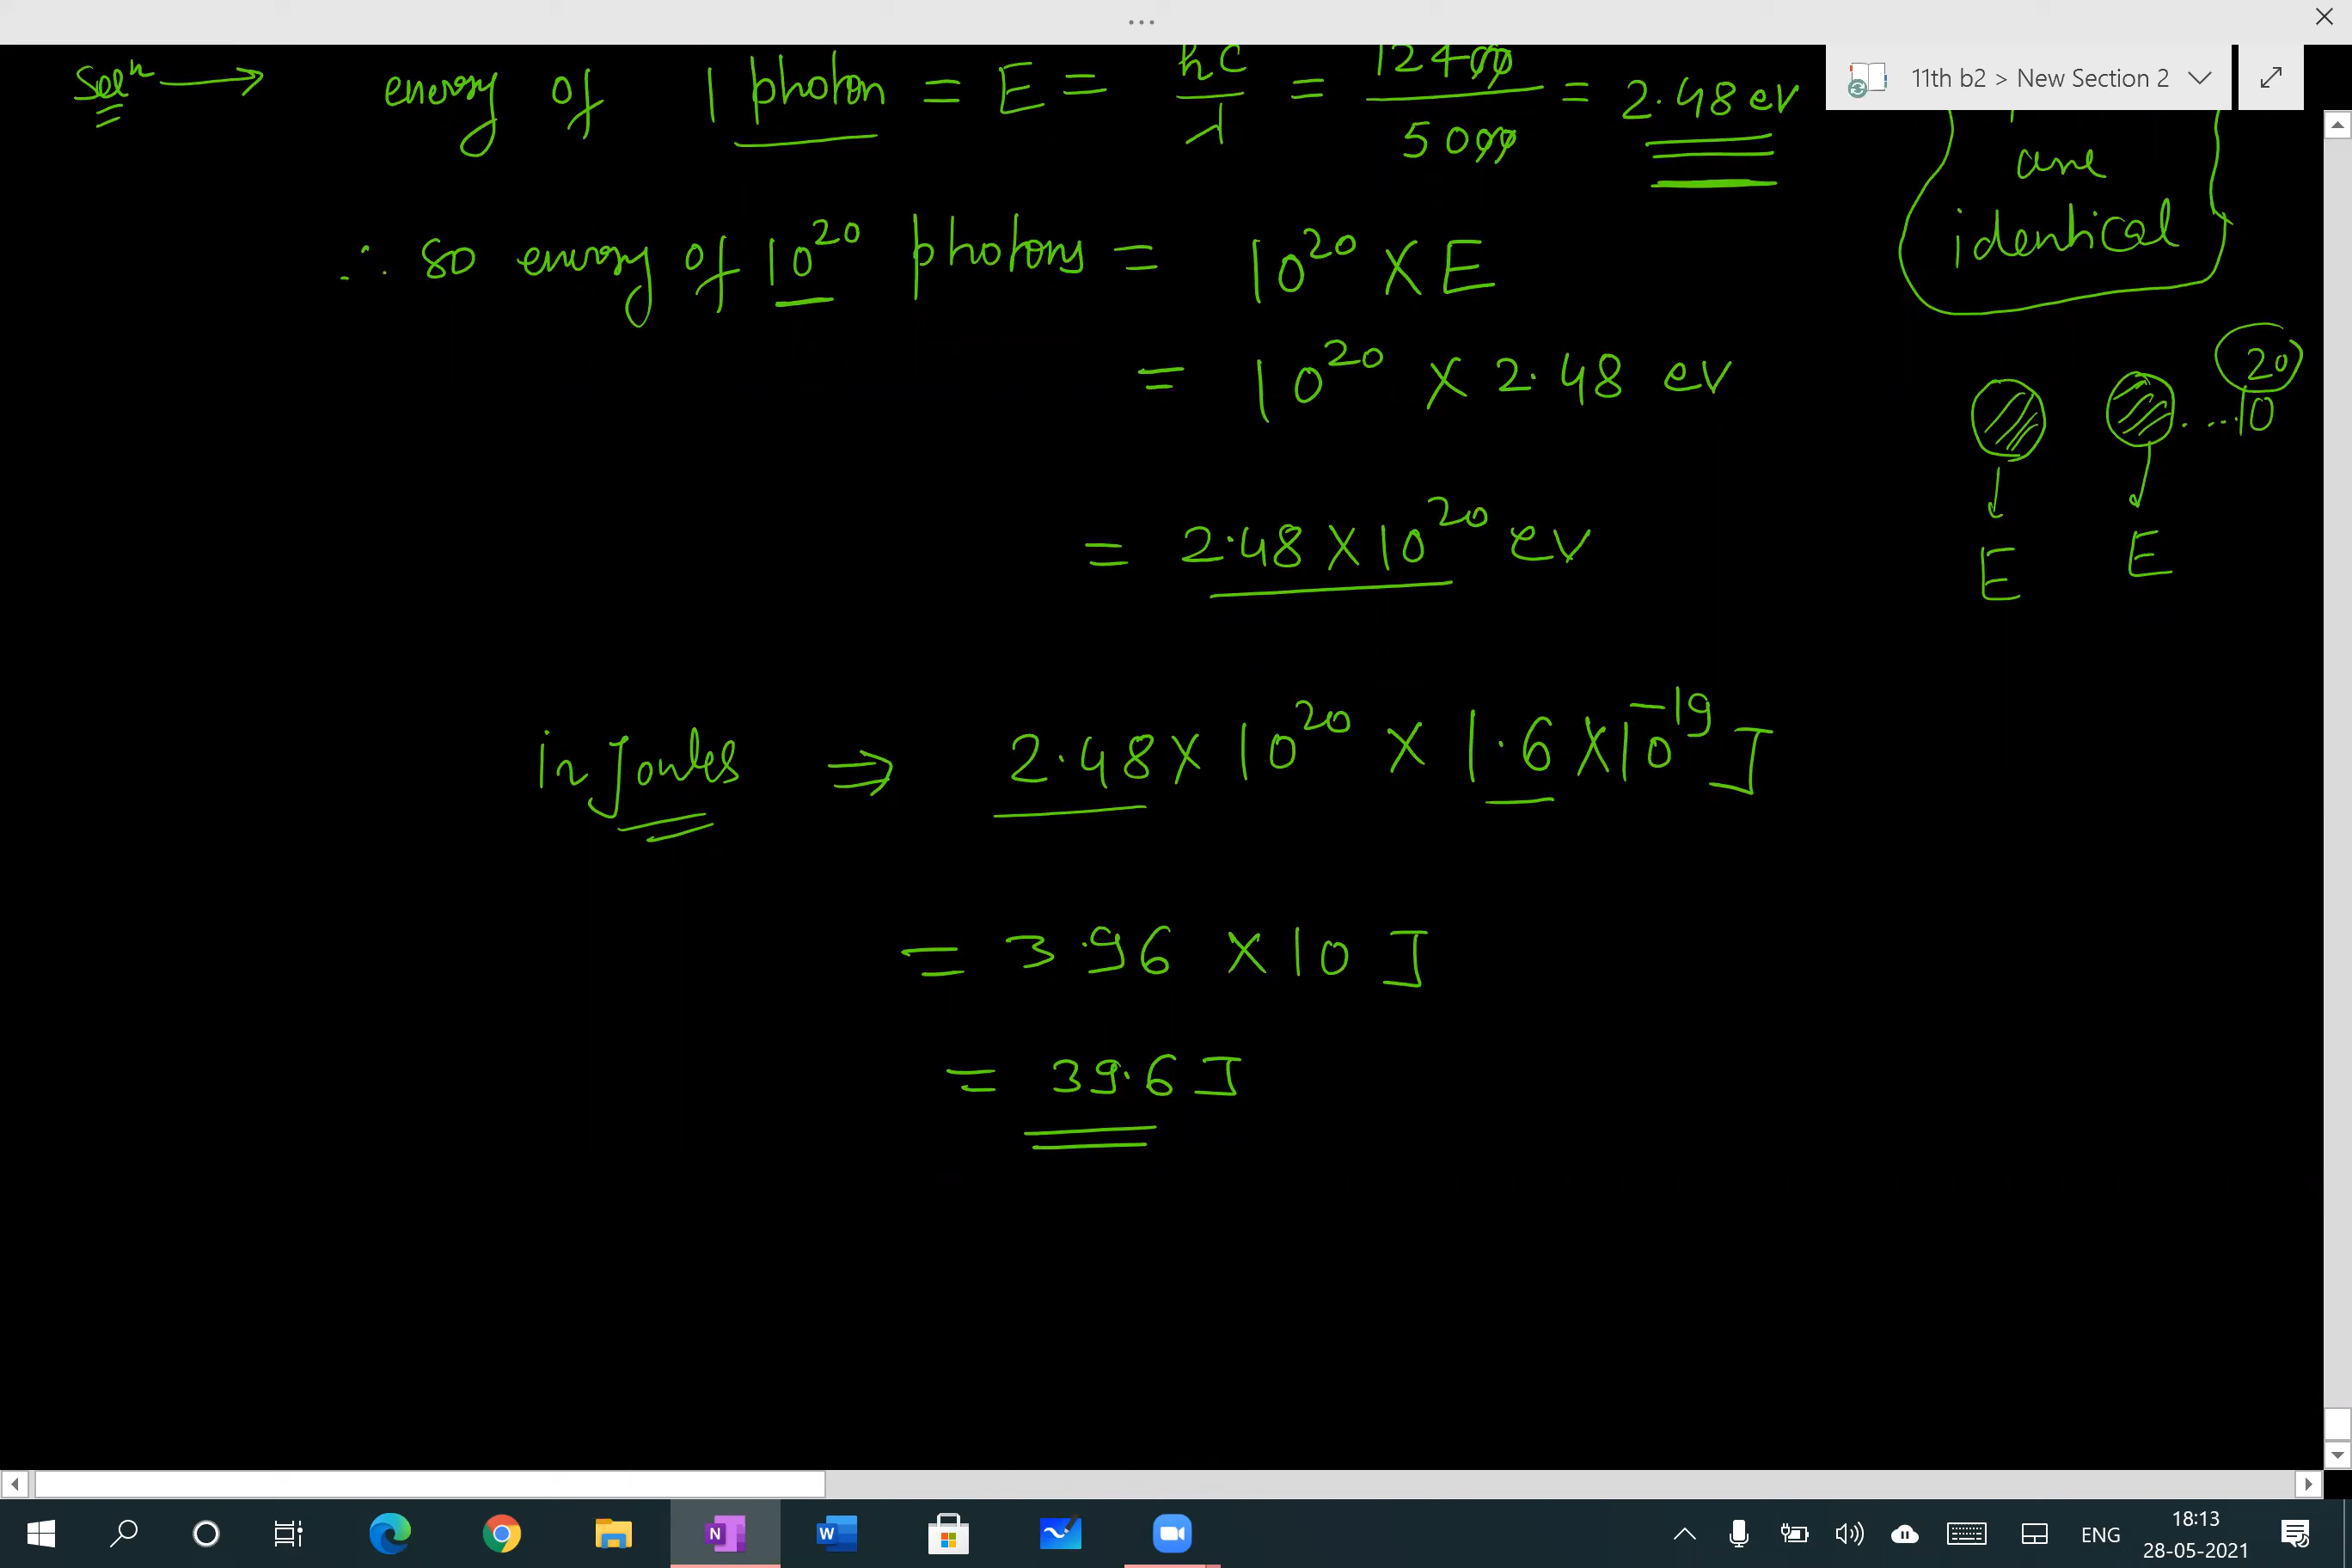 11th b2 > New Section 2
Solⁿ → energy of 1 photon = E = hc/λ = 12400/5000 = 2.48 ev
are
identical
∴ so energy of 10²⁰ photons = 10²⁰ × E
= 10²⁰ × 2.48 ev
.....10²⁰
= 2.48 × 10²⁰ ev
E E
in Joules ⇒ 2.48 × 10²⁰ × 1.6 × 10⁻¹⁹ J
= 3.96 × 10 J
= 39.6 J
ENG
18:13
28-05-2021